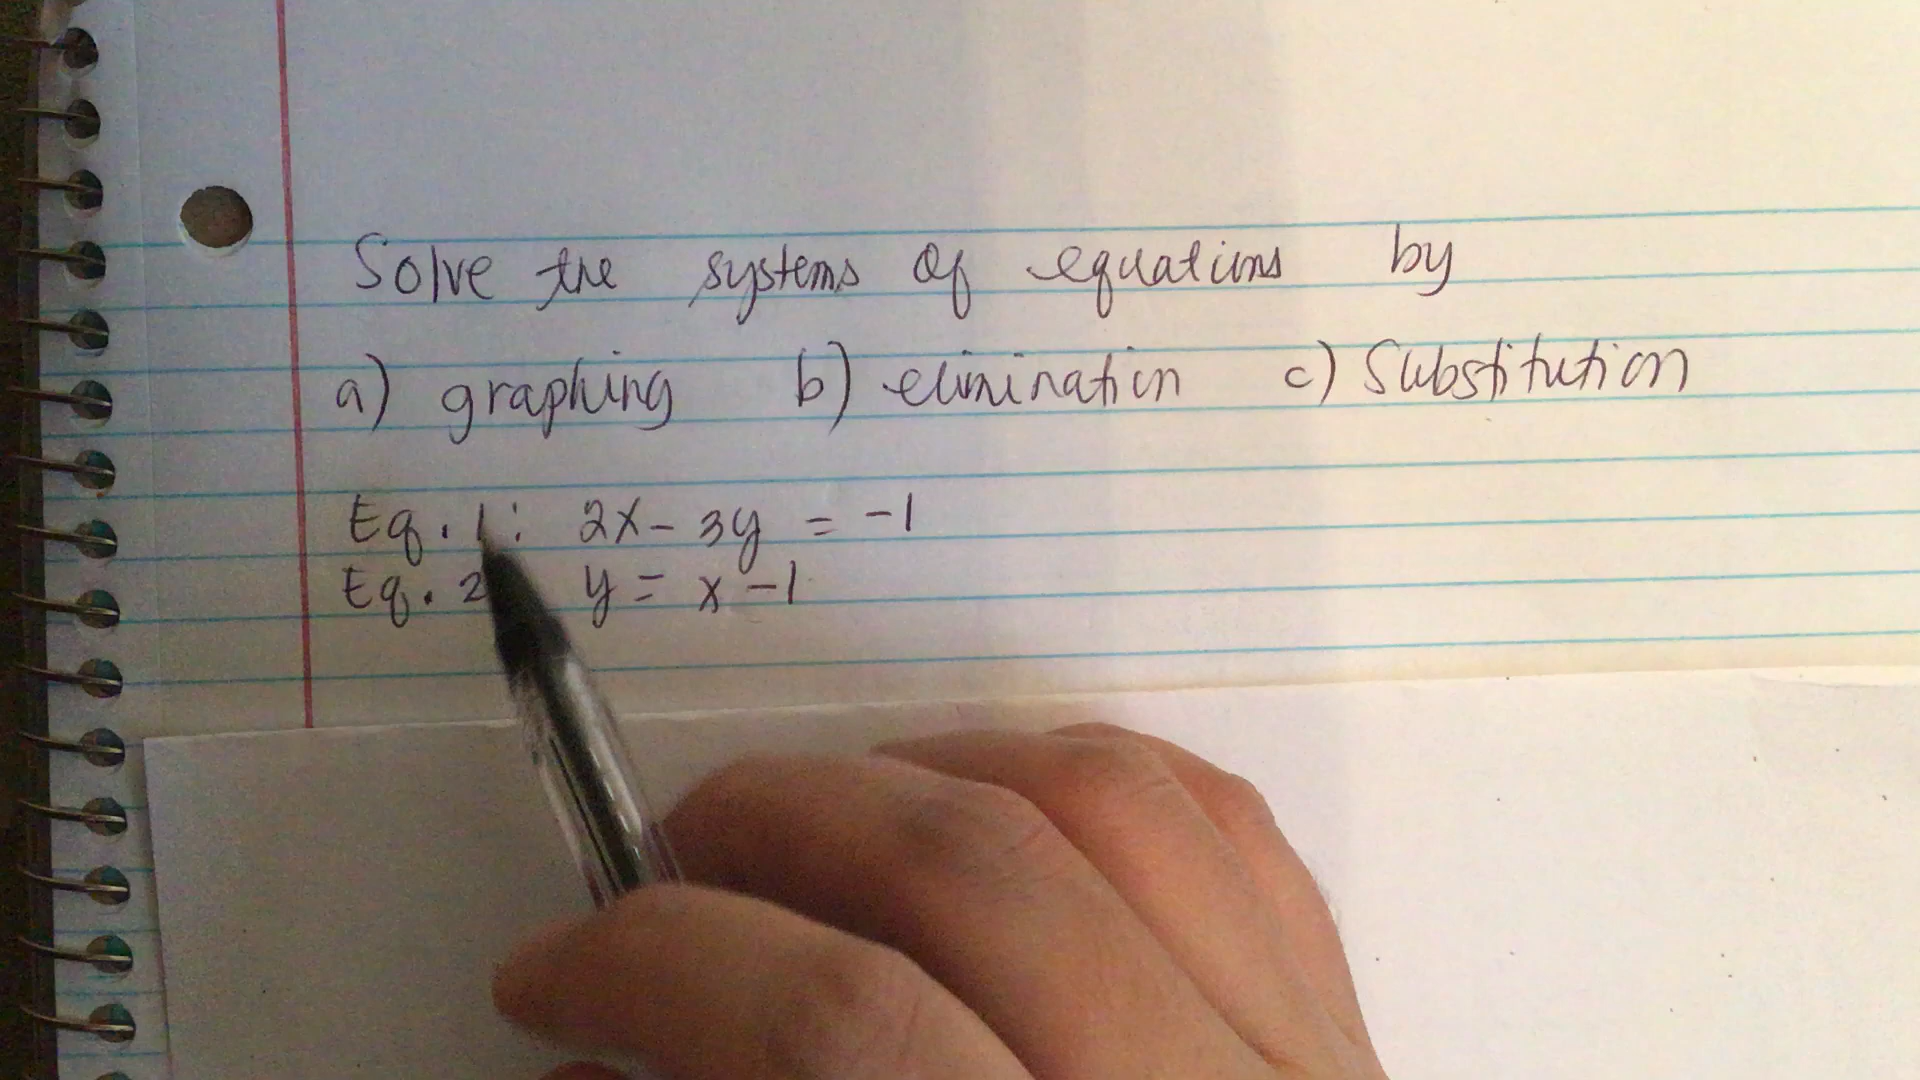 Solve the systems of equations by
a) graphing b) elimination c) Substitution
Eq. 1: 2x - 3y = -1
Eq. 2 y = x - 1